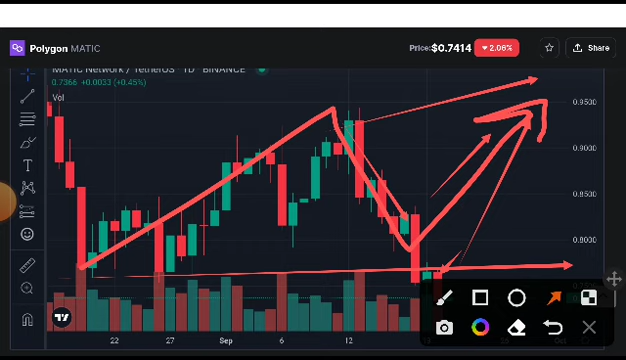 Polygon MATIC
Price:$0.7414 ▼2.06%
Share
MATIC Network / TetherUS 1D BINANCE
0.7366 +0.0033 (+0.45%)
Vol
0.9500
0.9000
0.8500
0.8000
22 27 Sep 6 12